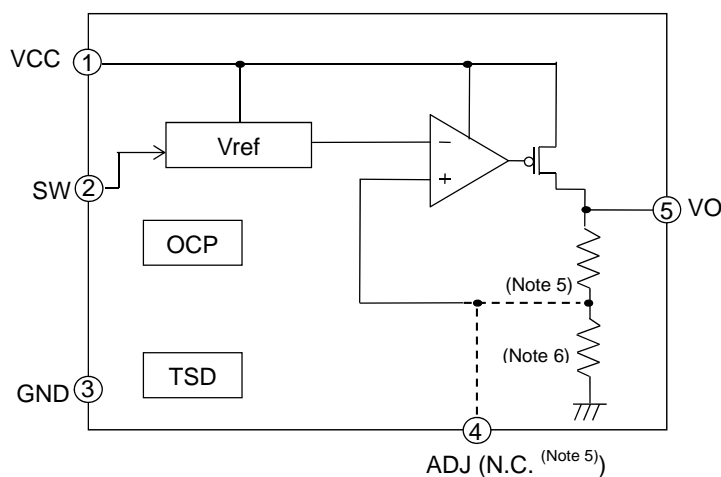 VCC
1
Vref
−
+
SW
2
OCP
5
VO
(Note 5)
(Note 6)
TSD
GND
3
4
ADJ (N.C. (Note 5))